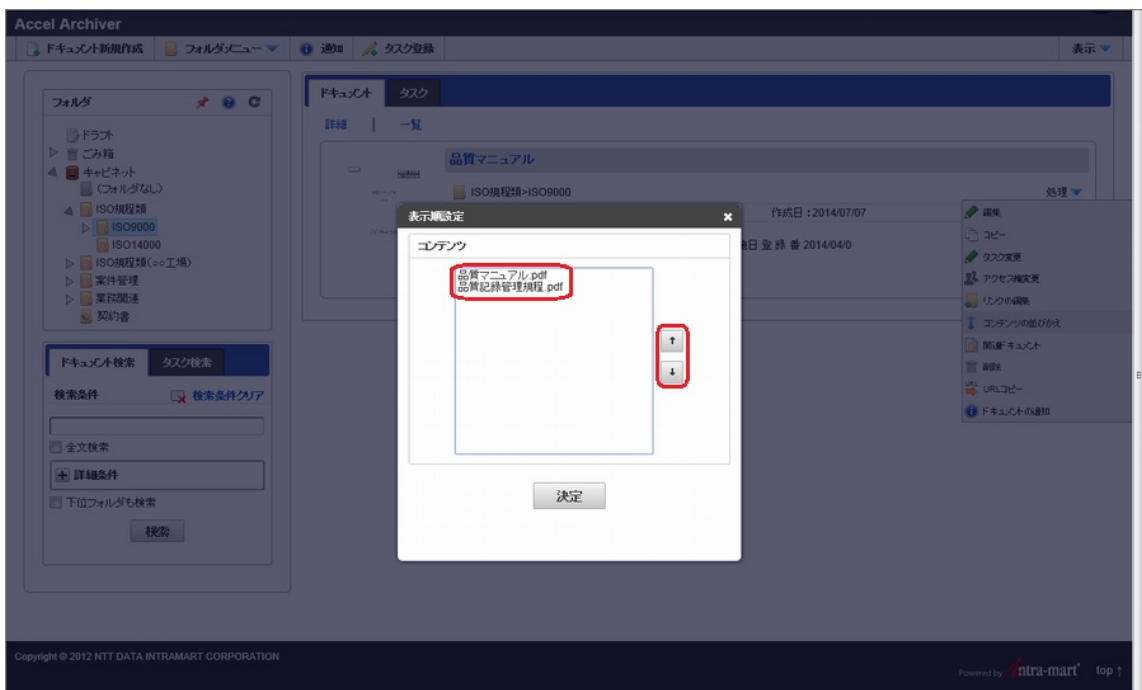 Accel Archiver
ドキュメント新規作成 フォルダメニュー 通知 タスク登録 表示
フォルダ
ドラフト
ごみ箱
キャビネット
(フォルダなし)
ISO規程類
ISO9000
ISO14000
ISO規程類(○○工場)
案件管理
業務関連
契約書
ドキュメント検索 タスク検索
検索条件 検索条件クリア
全文検索
詳細条件
下位フォルダも検索
検索
ドキュメント タスク
詳細 | 一覧
品質マニュアル
ISO規程類>ISO9000 処理
作成日:2014/07/07
日 登 録 番 2014/04/0
表示順設定 ×
コンテンツ
品質マニュアル.pdf
品質記録管理規程.pdf
↑
↓
決定
編集
コピー
タスク変更
アクセス権変更
リンクの編集
コンテンツの並びかえ
関連ドキュメント
削除
URLコピー
ドキュメントの通知
Copyright © 2012 NTT DATA INTRAMART CORPORATION
Powered by intra-mart top ↑